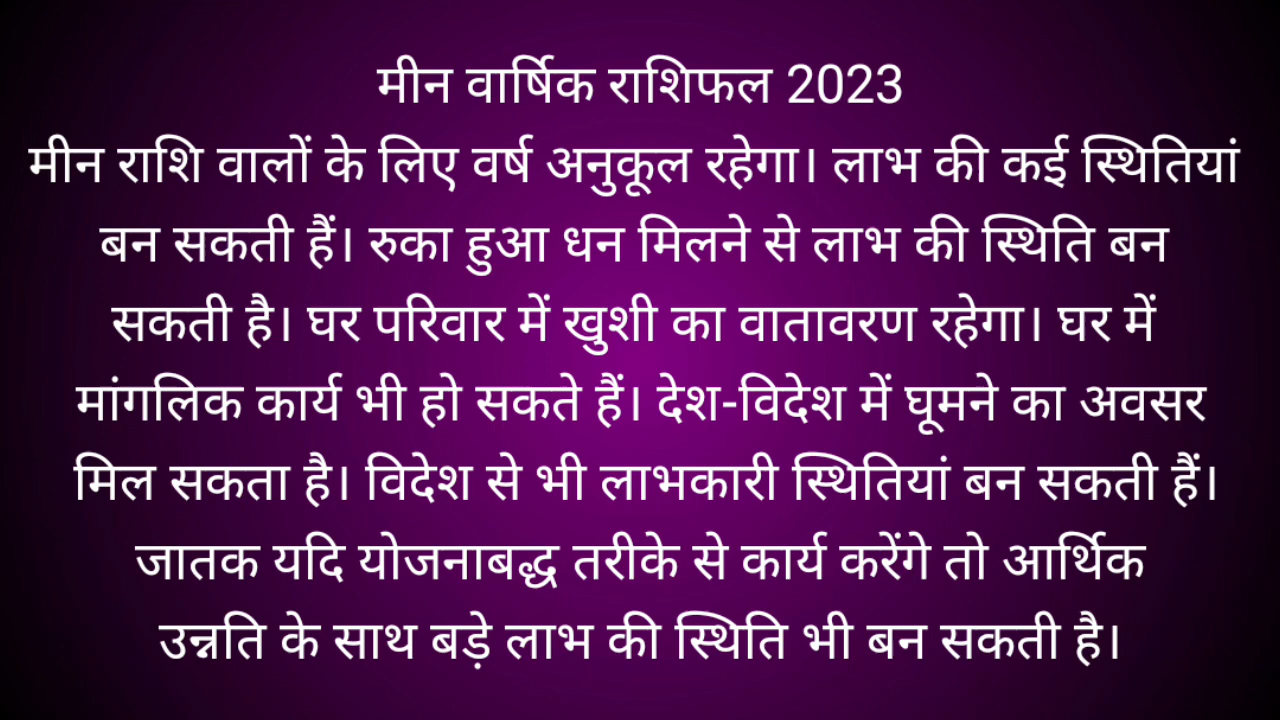 मीन वार्षिक राशिफल 2023
मीन राशि वालों के लिए वर्ष अनुकूल रहेगा। लाभ की कई स्थितियां
बन सकती हैं। रुका हुआ धन मिलने से लाभ की स्थिति बन
सकती है। घर परिवार में खुशी का वातावरण रहेगा। घर में
मांगलिक कार्य भी हो सकते हैं। देश-विदेश में घूमने का अवसर
मिल सकता है। विदेश से भी लाभकारी स्थितियां बन सकती हैं।
जातक यदि योजनाबद्ध तरीके से कार्य करेंगे तो आर्थिक
उन्नति के साथ बड़े लाभ की स्थिति भी बन सकती है।